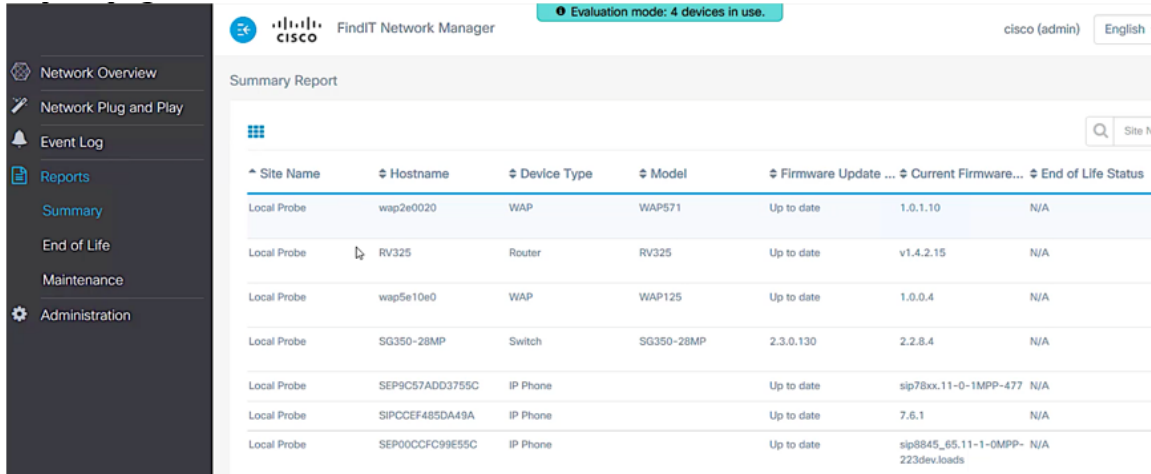 Evaluation mode: 4 devices in use.
CISCO
FindIT Network Manager
cisco (admin)
English
Network Overview
Network Plug and Play
Event Log
Reports
Summary
End of Life
Maintenance
Administration
Summary Report
Site N
Site Name Hostname Device Type Model Firmware Update ... Current Firmware... End of Life Status
Local Probe wap2e0020 WAP WAP571 Up to date 1.0.1.10 N/A
Local Probe RV325 Router RV325 Up to date v1.4.2.15 N/A
Local Probe wap5e10e0 WAP WAP125 Up to date 1.0.0.4 N/A
Local Probe SG350-28MP Switch SG350-28MP 2.3.0.130 2.2.8.4 N/A
Local Probe SEP9C57ADD3755C IP Phone Up to date sip78xx.11-0-1MPP-477 N/A
Local Probe SIPCCEF485DA49A IP Phone Up to date 7.6.1 N/A
Local Probe SEP00CCFC99E55C IP Phone Up to date sip8845_65.11-1-0MPP- N/A
223dev.loads